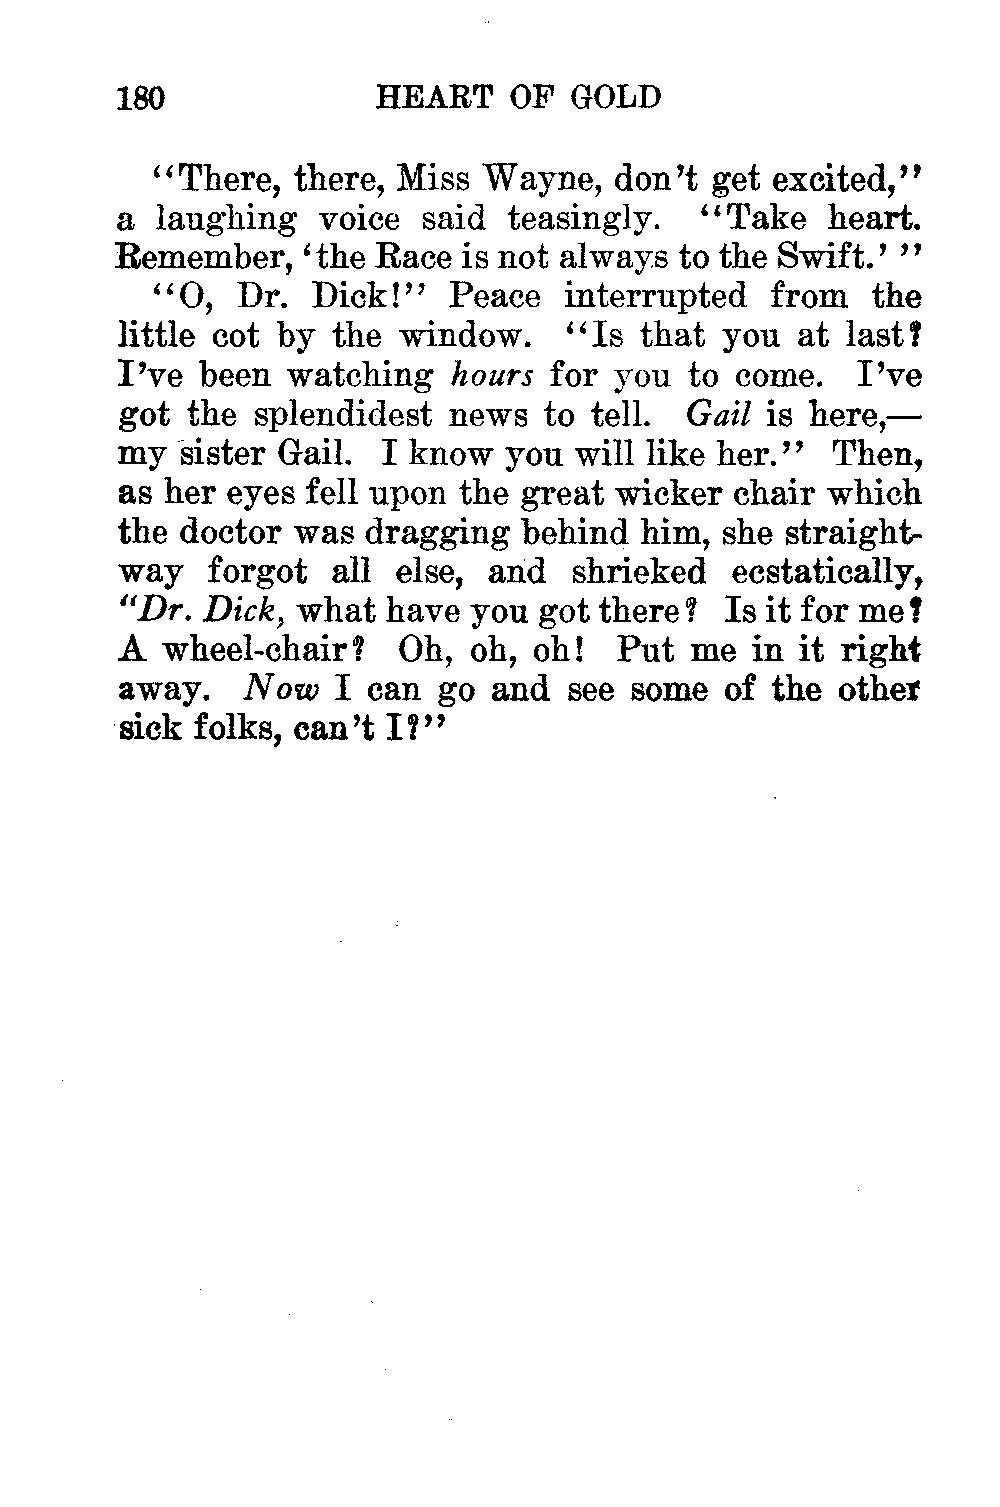 180 HEART OF GOLD
“There, there, Miss Wayne, don’t get excited,”
a laughing voice said teasingly. “Take heart.
Remember, ‘the Race is not always to the Swift.’ ”
“O, Dr. Dick!” Peace interrupted from the
little cot by the window. “Is that you at last?
I’ve been watching hours for you to come. I’ve
got the splendidest news to tell. Gail is here,—
my sister Gail. I know you will like her.” Then,
as her eyes fell upon the great wicker chair which
the doctor was dragging behind him, she straight-
way forgot all else, and shrieked ecstatically,
“Dr. Dick, what have you got there? Is it for me?
A wheel-chair? Oh, oh, oh! Put me in it right
away. Now I can go and see some of the other
sick folks, can’t I?”